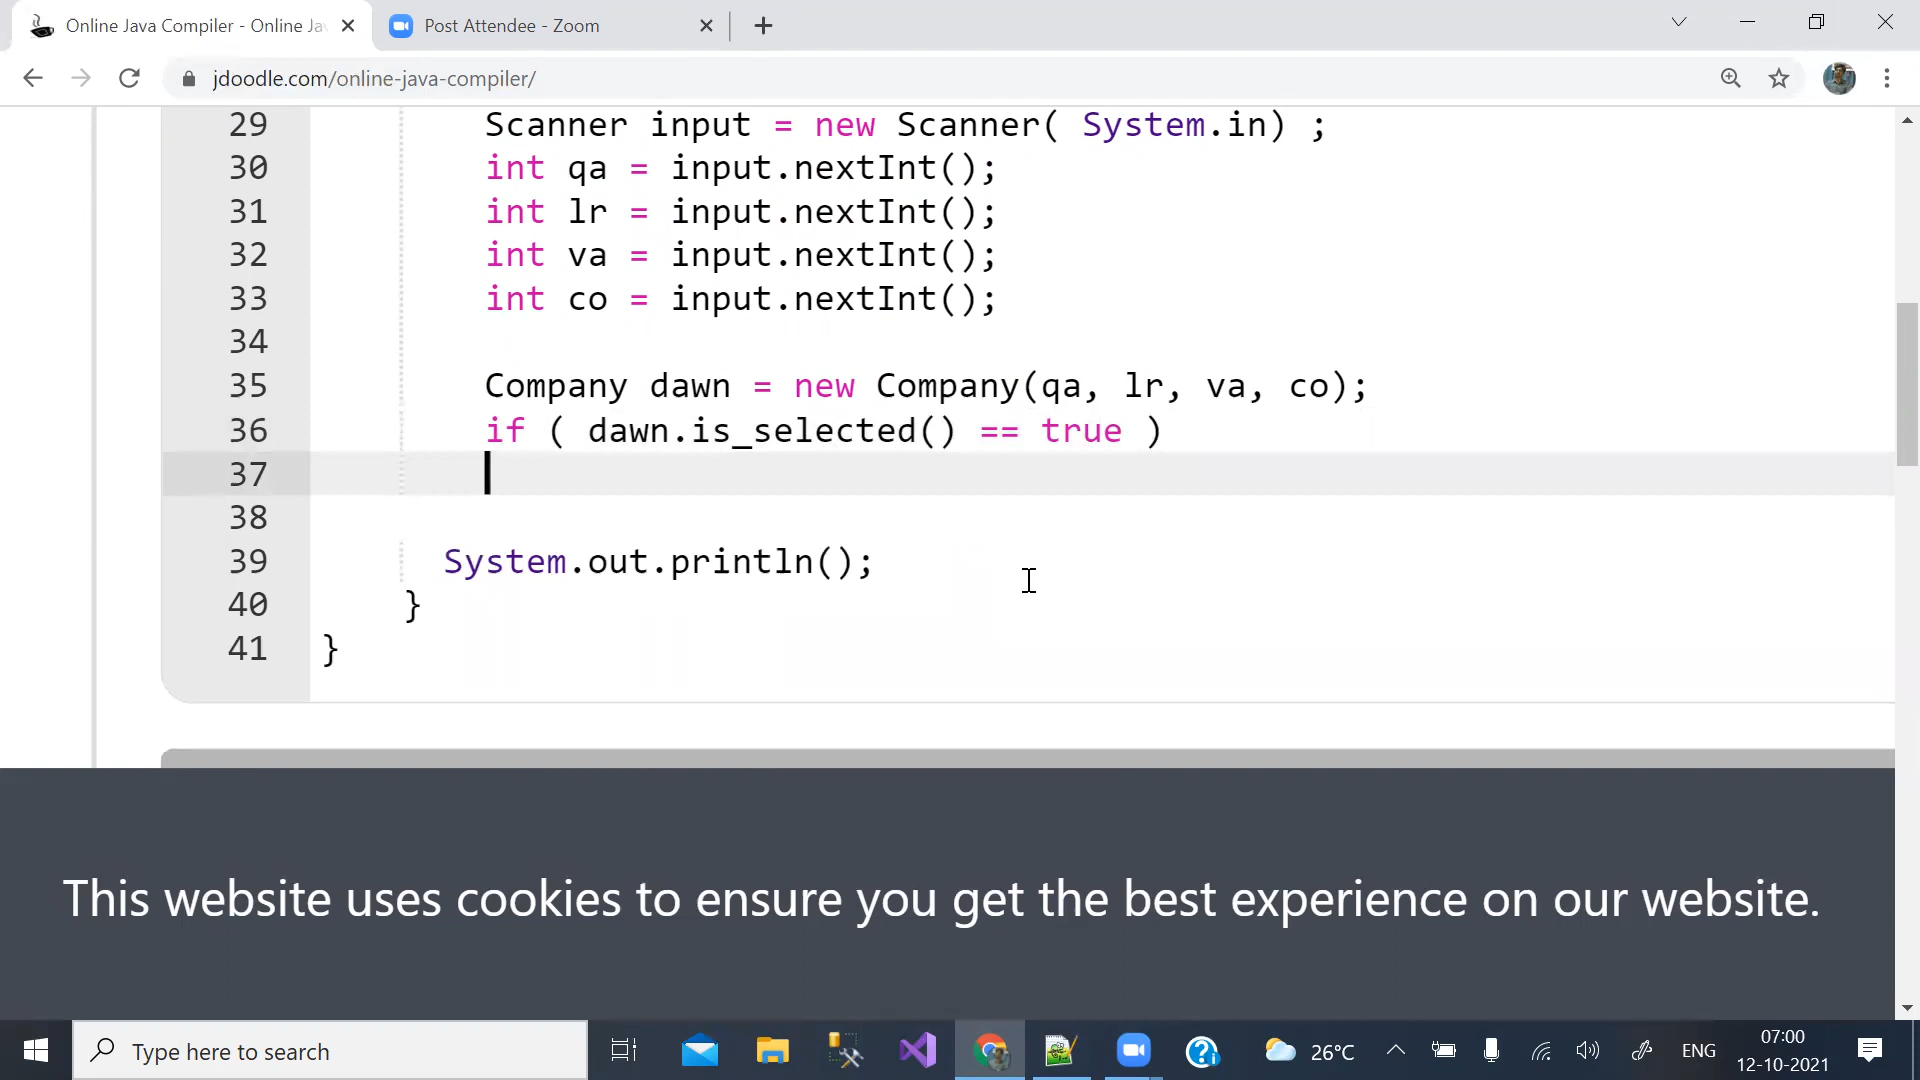 Online Java Compiler - Online Ja
Post Attendee - Zoom
jdoodle.com/online-java-compiler/
29 Scanner input = new Scanner( System.in) ;
30 int qa = input.nextInt();
31 int lr = input.nextInt();
32 int va = input.nextInt();
33 int co = input.nextInt();
34
35 Company dawn = new Company(qa, lr, va, co);
36 if ( dawn.is_selected() == true )
37
38
39 System.out.println();
40 }
41 }
This website uses cookies to ensure you get the best experience on our website.
Type here to search
26°C
ENG
07:00
12-10-2021